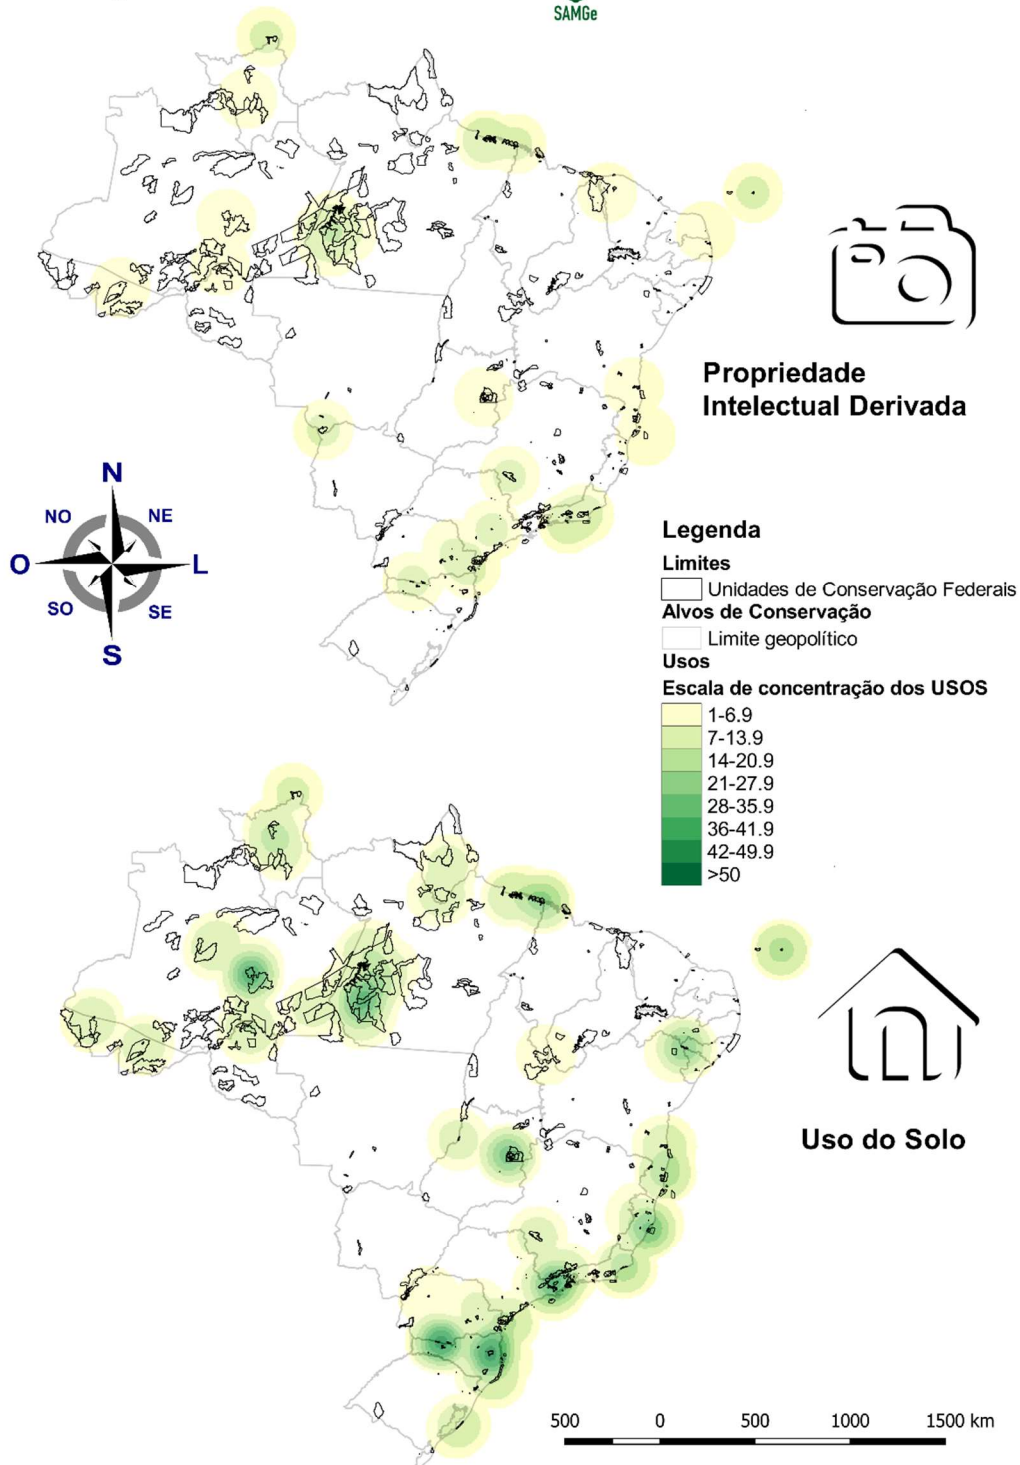 SAMGe
Propriedade
Intelectual Derivada
N
NO
NE
O
L
SO
SE
S
Legenda
Limites
Unidades de Conservação Federais
Alvos de Conservação
Limite geopolítico
Usos
Escala de concentração dos USOS
1-6.9
7-13.9
14-20.9
21-27.9
28-35.9
36-41.9
42-49.9
>50
Uso do Solo
500 0 500 1000 1500 km